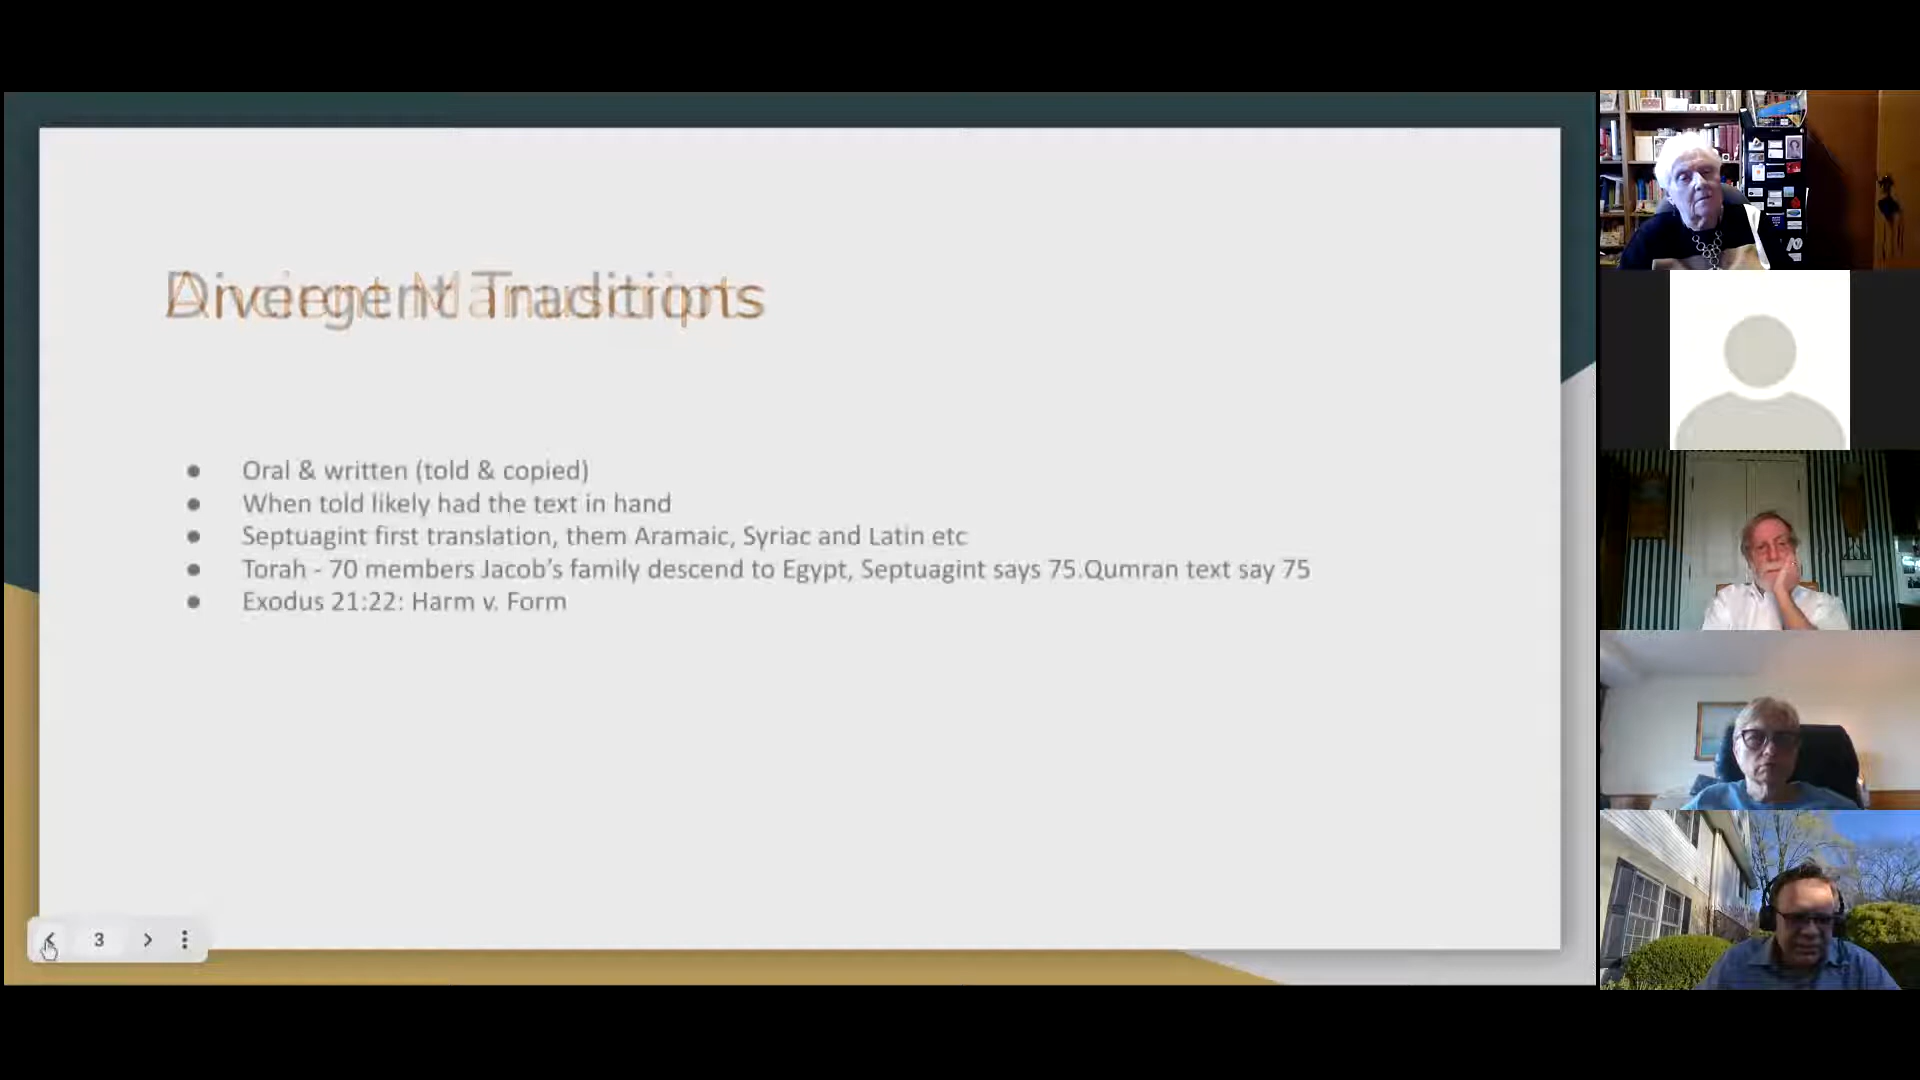 Divergent Traditions
Ancient Manuscripts
● Oral & written (told & copied)
● When told likely had the text in hand
● Septuagint first translation, them Aramaic, Syriac and Latin etc
● Torah - 70 members Jacob’s family descend to Egypt, Septuagint says 75.Qumran text say 75
● Exodus 21:22: Harm v. Form
3